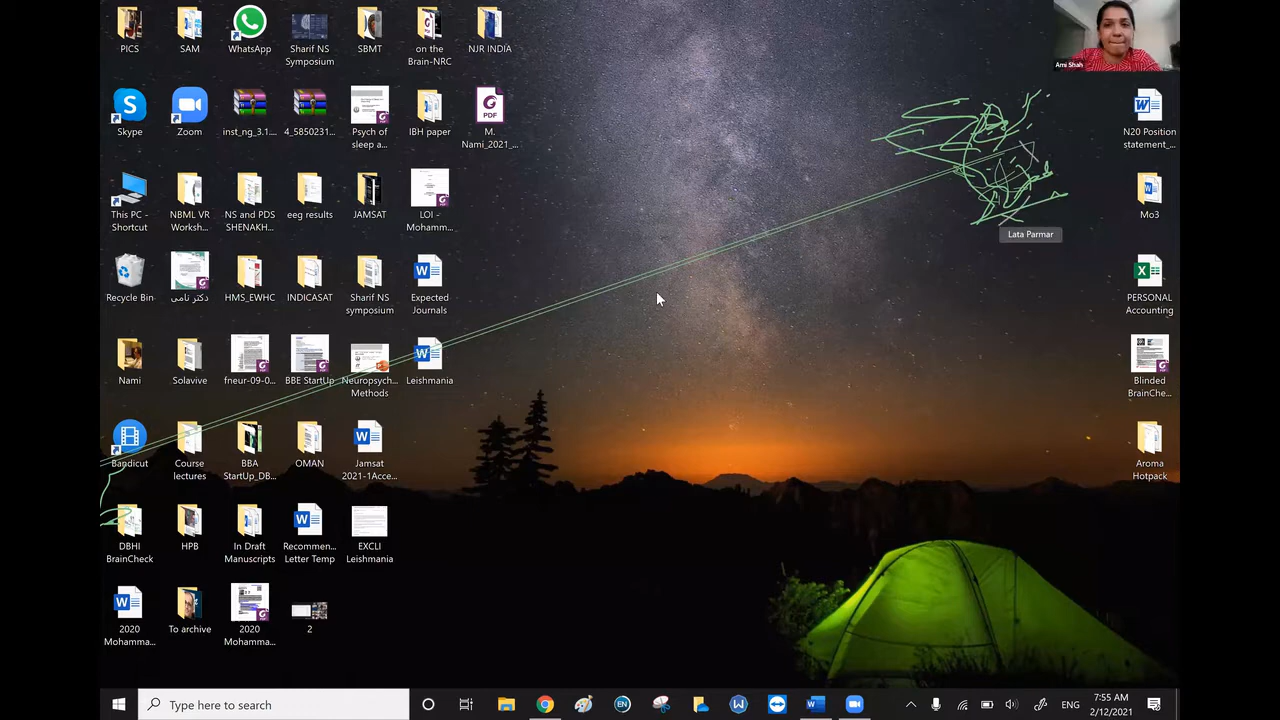 PICS
SAM
WhatsApp
Sharif NS
Symposium
SBMT
on the
Brain-NRC
NJR INDIA
Ami Shah
Skype
Zoom
inst_ng_3.1....
4_5850231...
Psych of
sleep a...
IBH paper
PDF
M.
Nami_2021_...
N20 Position
statement_...
This PC -
Shortcut
NBML VR
Worksh...
NS and PDS
SHENAKH...
eeg results
JAMSAT
LOI -
Mohamm...
Mo3
Lata Parmar
Recycle Bin
دکتر نامی
HMS_EWHC
INDICASAT
Sharif NS
symposium
Expected
Journals
PERSONAL
Accounting
Nami
Solavive
fneur-09-0...
BBE StartUp
Neuropsych...
Methods
Leishmania
Blinded
BrainChe...
Bandicut
Course
lectures
BBA
StartUp_DB...
OMAN
Jamsat
2021-1Acce...
Aroma
Hotpack
DBHI
BrainCheck
HPB
In Draft
Manuscripts
Recommen...
Letter Temp
EXCLI
Leishmania
2020
Mohamma...
To archive
2020
Mohamma...
2
Type here to search
EN
ENG
7:55 AM
2/12/2021